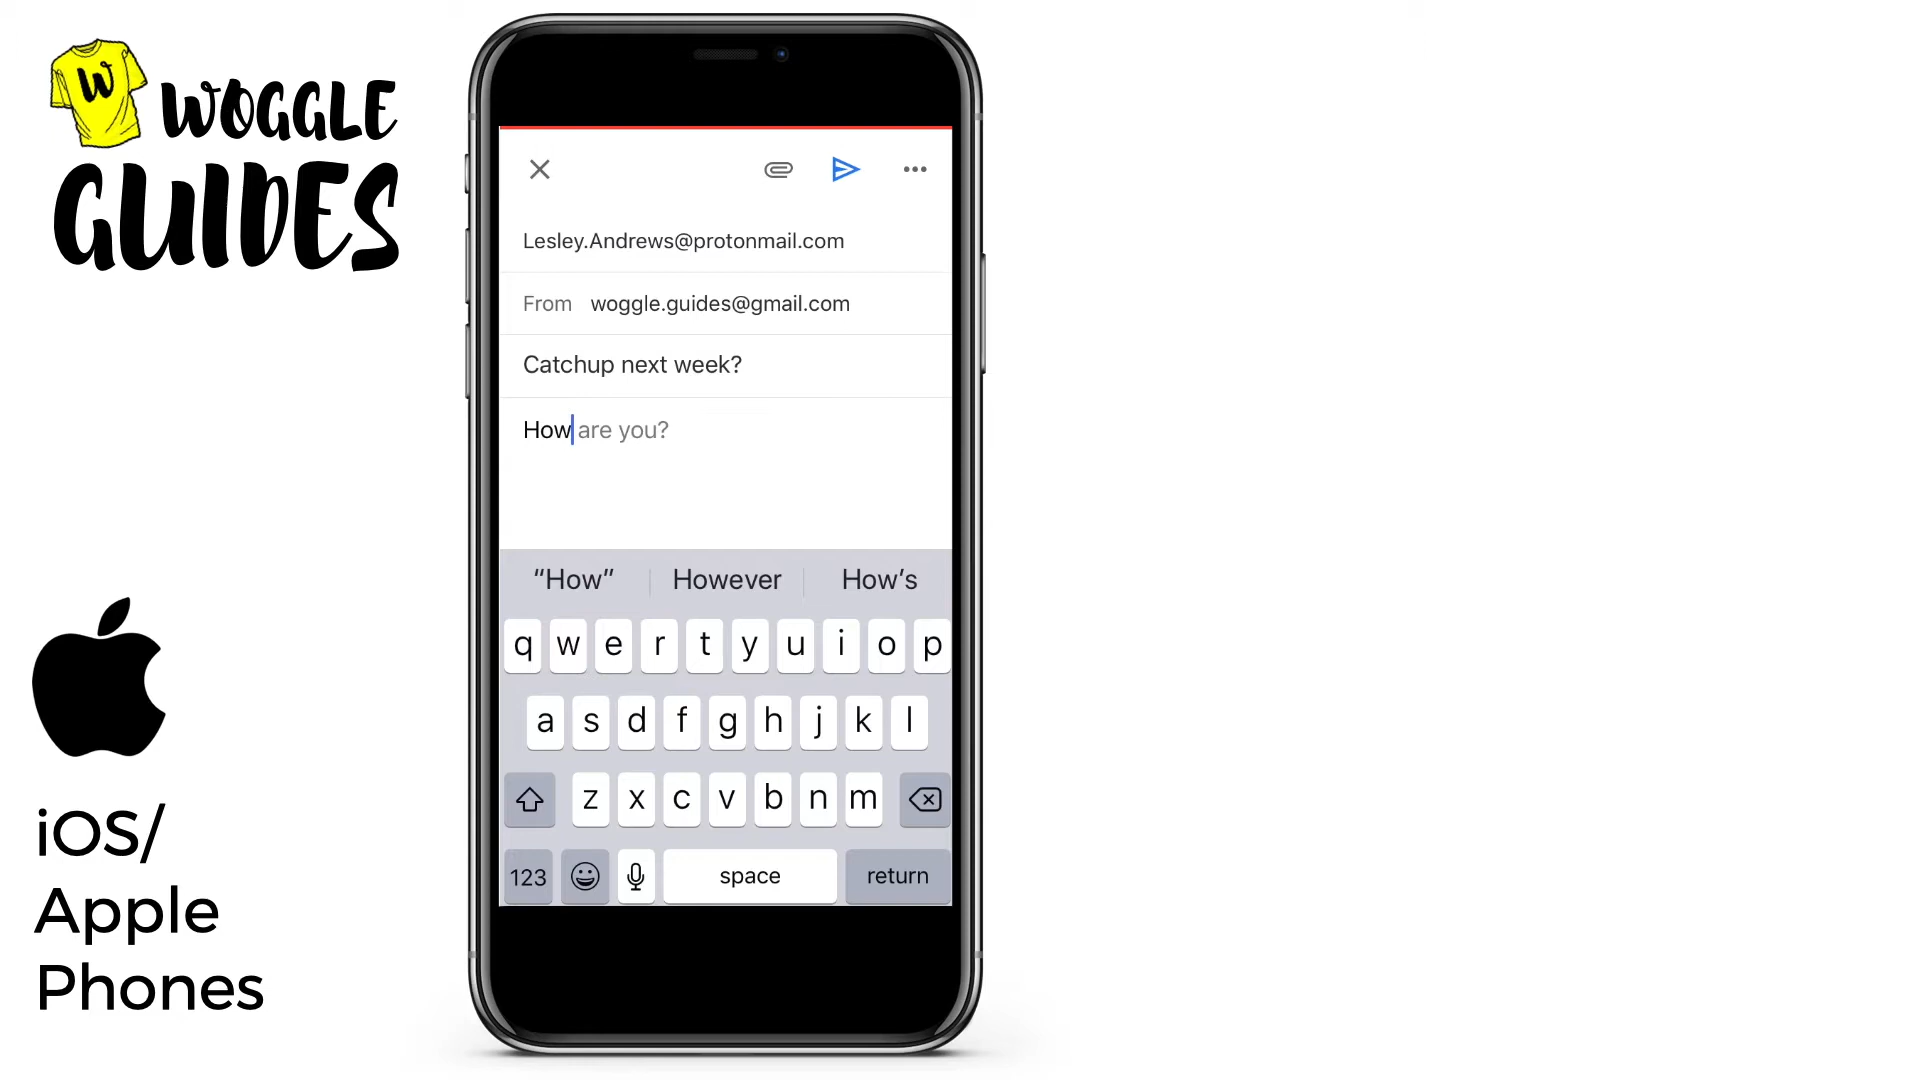 W WOGGLE
GUIDES
Lesley.Andrews@protonmail.com
From woggle.guides@gmail.com
Catchup next week?
How are you?
“How” However How’s
q w e r t y u i o p
a s d f g h j k l
z x c v b n m
123 space return
iOS/
Apple
Phones